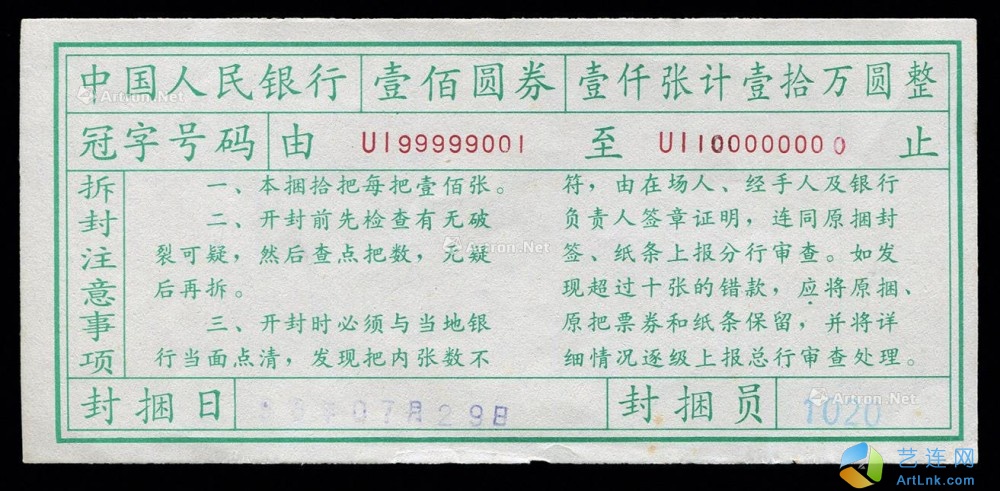 中国人民银行 壹佰圆券 壹仟张计壹拾万圆整
冠字号码 由 UI99999001 至 UI100000000 止
拆封注意事项
一、本捆拾把每把壹佰张。
二、开封前先检查有无破
裂可疑，然后查点把数，无疑
后再拆。
三、开封时必须与当地银
行当面点清，发现把内张数不
符，由在场人、经手人及银行
负责人签章证明，连同原捆封
签、纸条上报分行审查。如发
现超过十张的错款，应将原捆、
原把票券和纸条保留，并将详
细情况逐级上报总行审查处理。
封捆日 07月29日 封捆员 1020
Artron.Net
Artron.Net
Artron.Net
Artron.Net
艺连网
ArtLnk.com